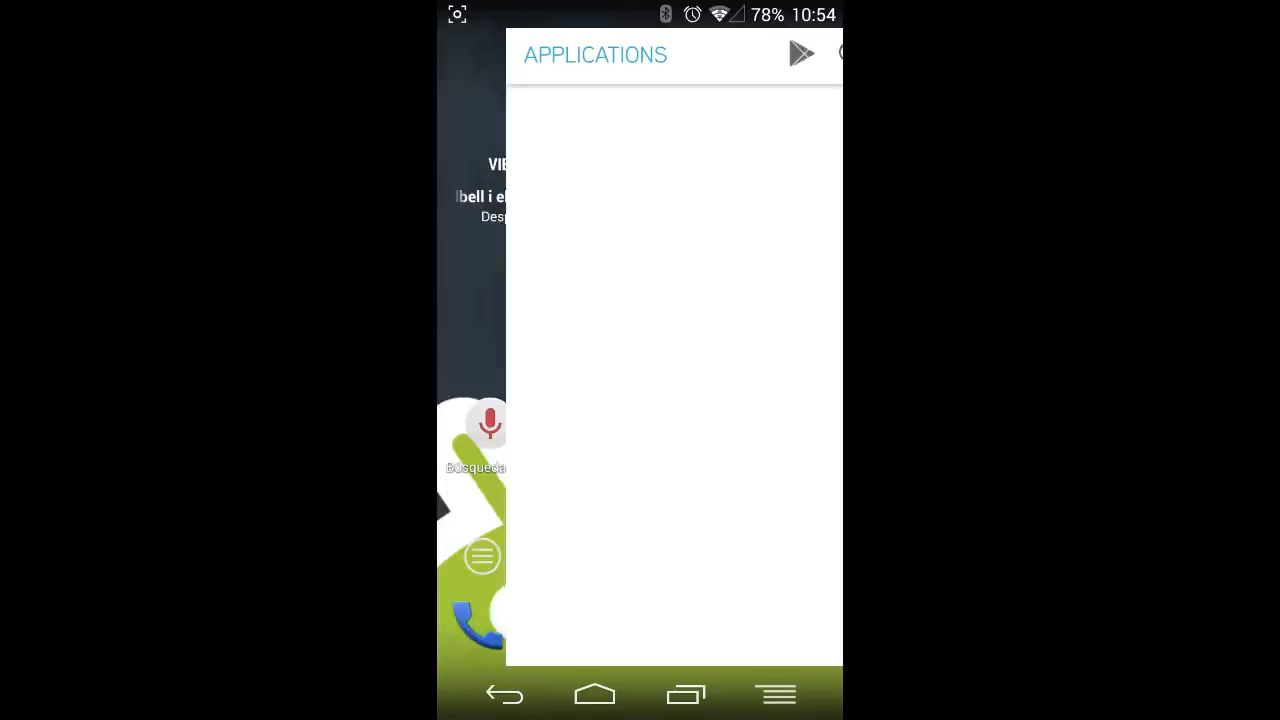 78% 10:54
APPLICATIONS
VIE
bell i el
Desp
Búsqueda